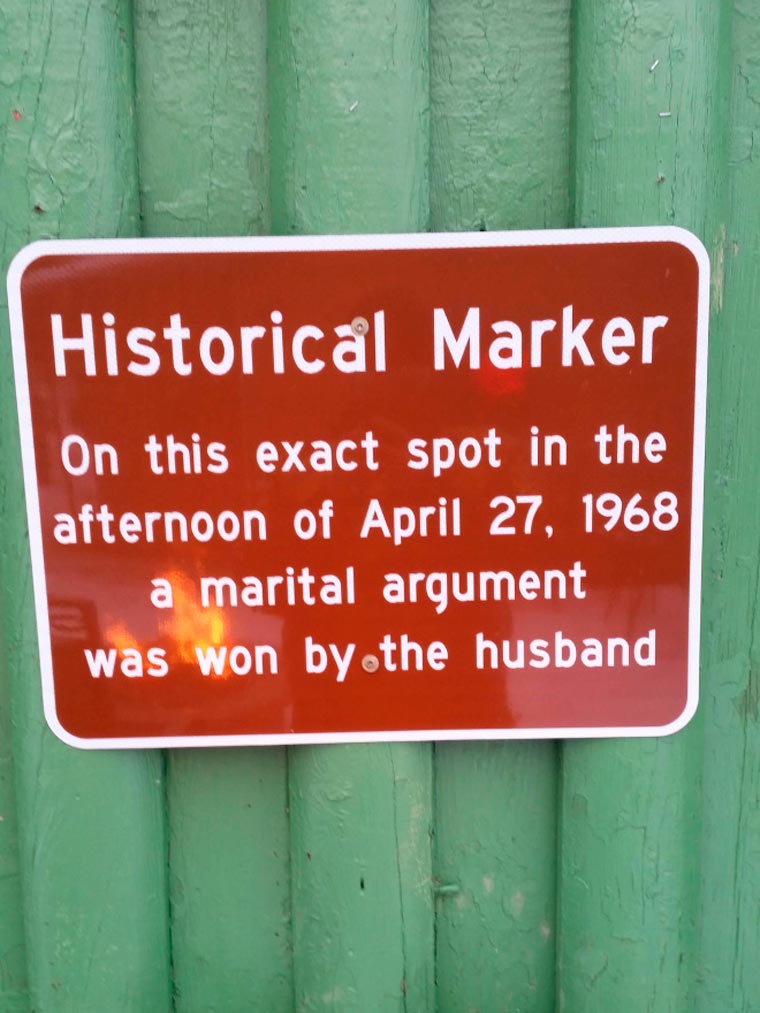 Historical Marker
On this exact spot in the
afternoon of April 27, 1968
a marital argument
was won by the husband